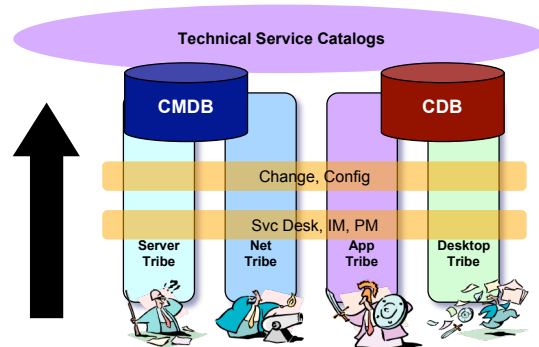 Technical Service Catalogs
CMDB
CDB
Change, Config
Svc Desk, IM, PM
Server
Tribe
Net
Tribe
App
Tribe
Desktop
Tribe